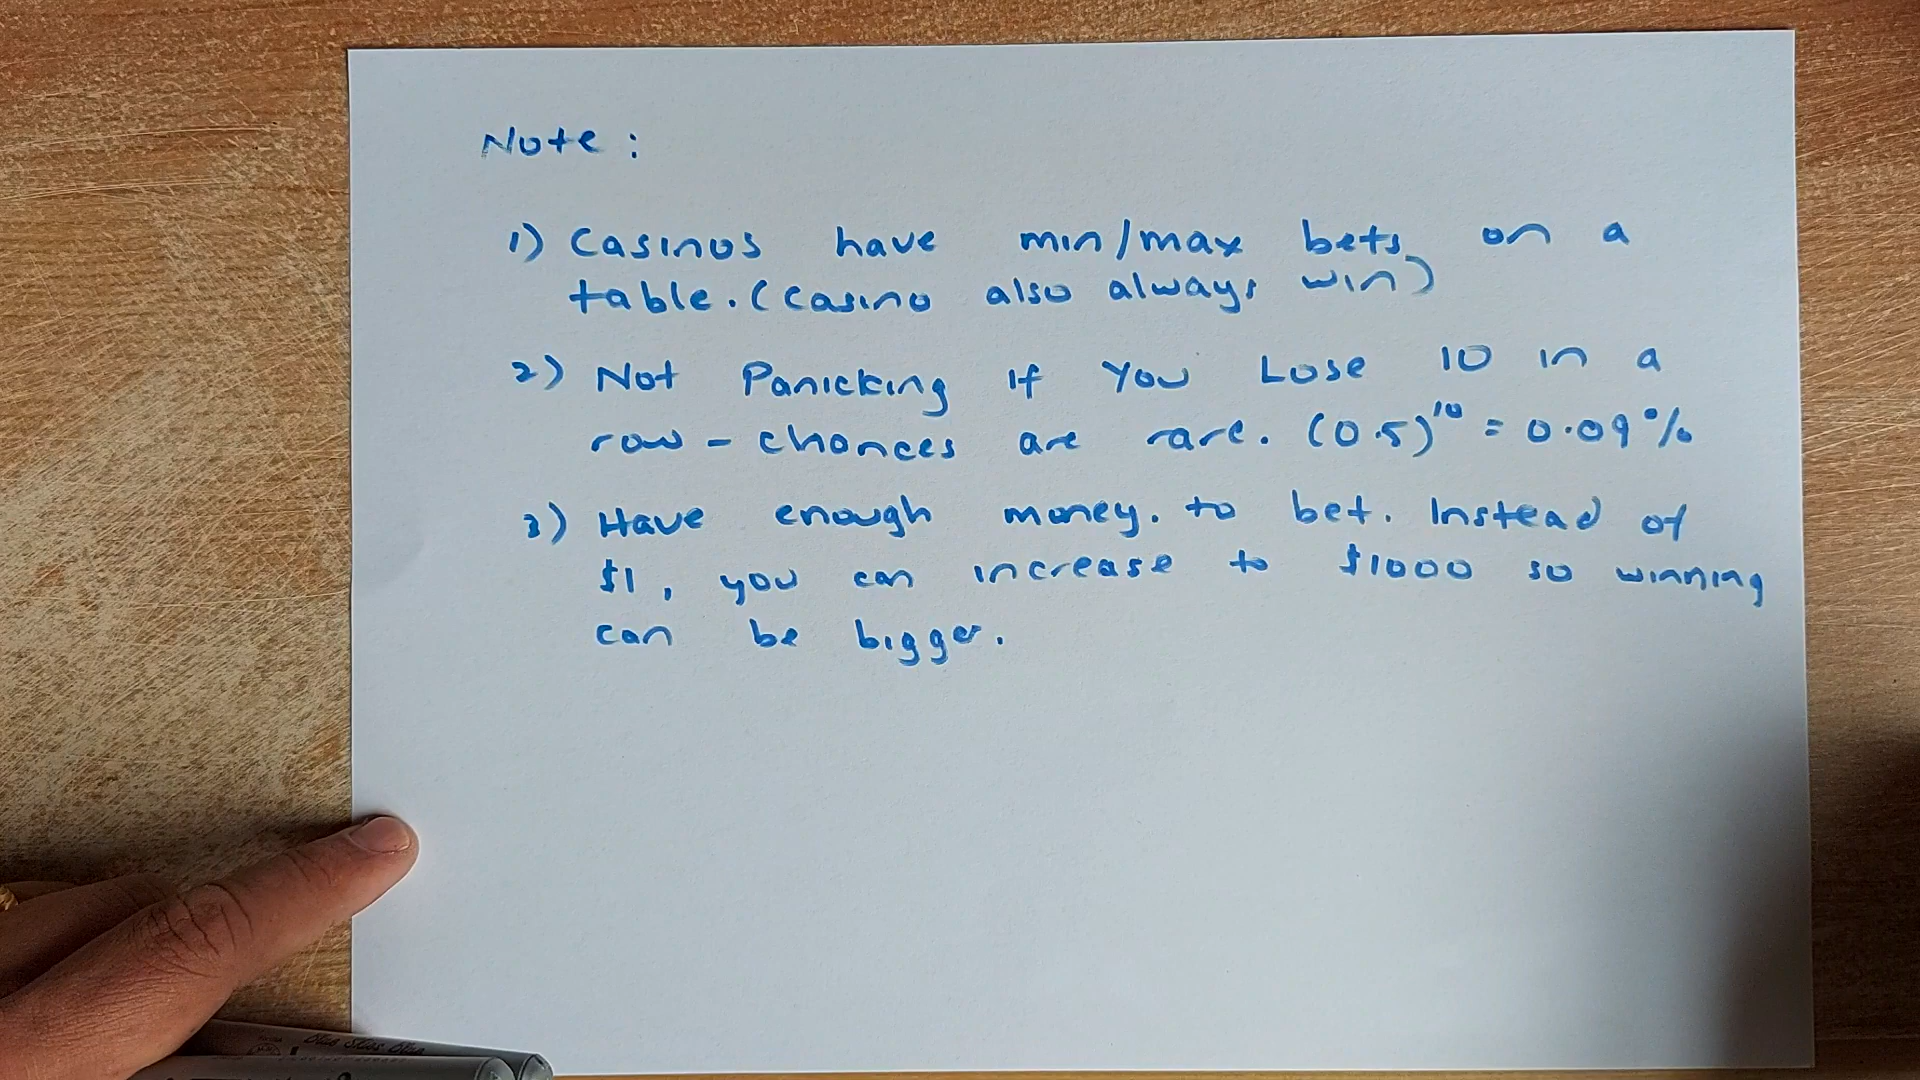 Note:
1) Casinos have min/max bets on a
table. (Casino also always win)
2) Not Panicking if You Lose 10 in a
row - chances are rare. (0.5)¹⁰ = 0.09%
3) Have enough money. to bet. Instead of
$1, you can increase to $1000 so winning
can be bigger.